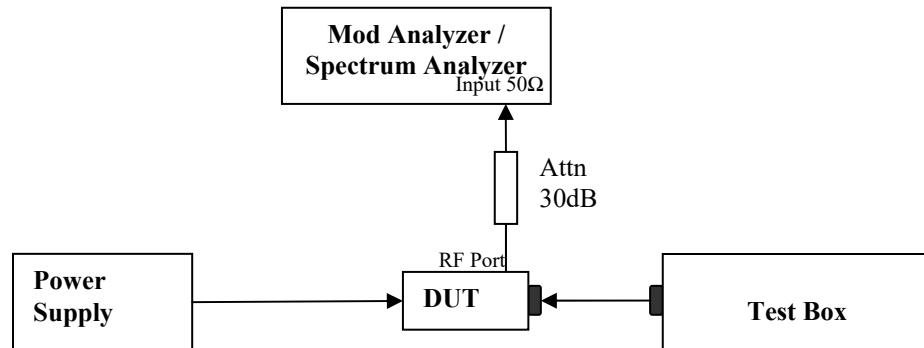 Mod Analyzer /
Spectrum Analyzer
Input 50Ω
Attn
30dB
RF Port
Power
Supply
DUT
Test Box